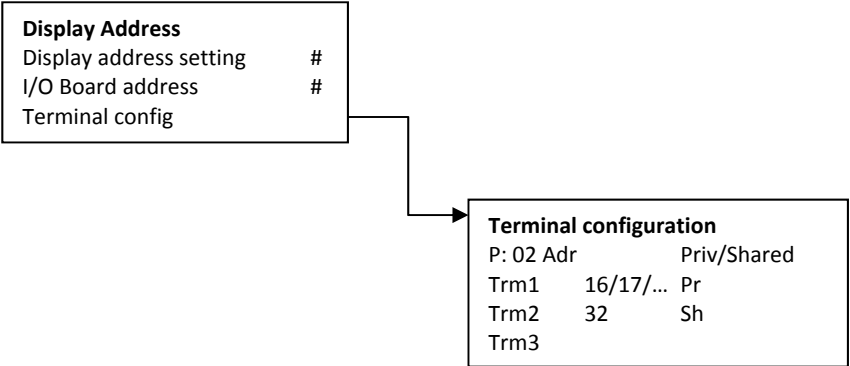 Display Address
Display address setting #
I/O Board address #
Terminal config
Terminal configuration
P: 02 Adr Priv/Shared
Trm1 16/17/… Pr
Trm2 32 Sh
Trm3